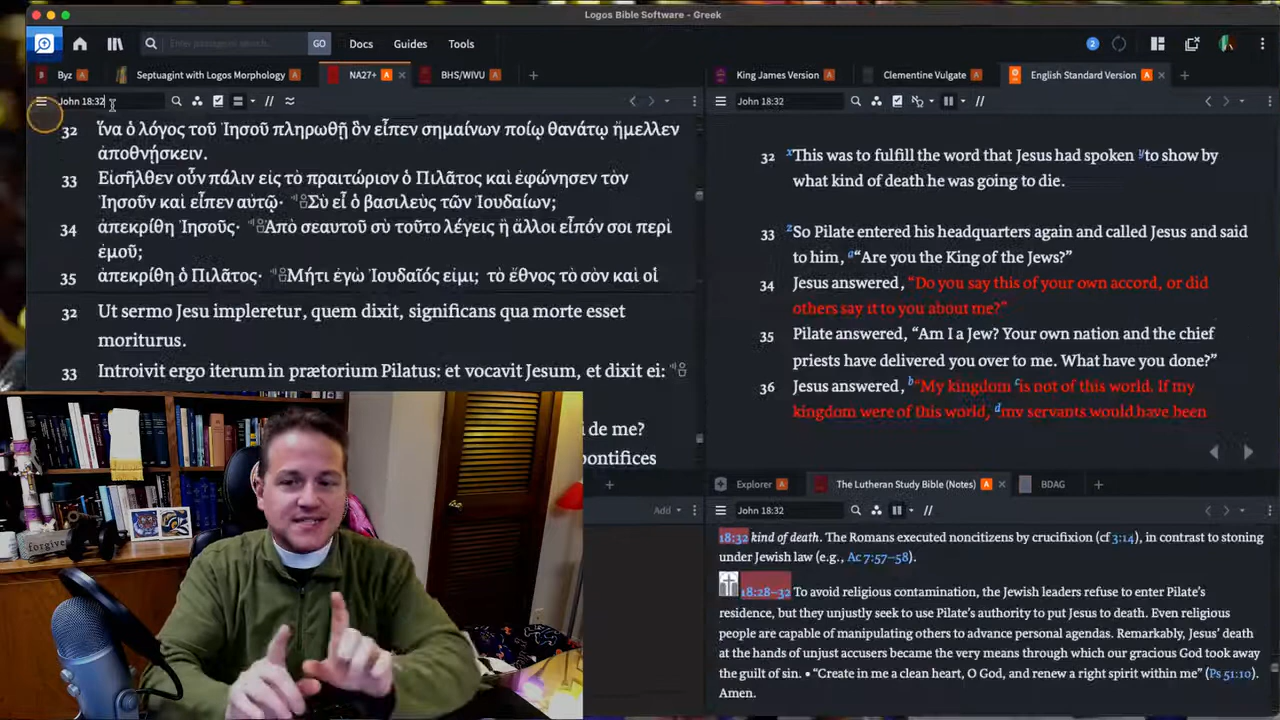 Logos Bible Software - Greek
GO
Docs
Guides
Tools
2
Byz A
Septuagint with Logos Morphology A
NA27+ A
BHS/WIVU A
King James Version A
Clementine Vulgate A
English Standard Version A
John 18:32
John 18:32
32 ἵνα ὁ λόγος τοῦ Ἰησοῦ πληρωθῇ ὃν εἶπεν σημαίνων ποίῳ θανάτῳ ἤμελλεν
ἀποθνῄσκειν.
33 Εἰσῆλθεν οὖν πάλιν εἰς τὸ πραιτώριον ὁ Πιλᾶτος καὶ ἐφώνησεν τὸν
Ἰησοῦν καὶ εἶπεν αὐτῷ· Σὺ εἶ ὁ βασιλεὺς τῶν Ἰουδαίων;
34 ἀπεκρίθη Ἰησοῦς· Ἀπὸ σεαυτοῦ σὺ τοῦτο λέγεις ἢ ἄλλοι εἶπόν σοι περὶ
ἐμοῦ;
35 ἀπεκρίθη ὁ Πιλᾶτος· Μήτι ἐγὼ Ἰουδαῖός εἰμι; τὸ ἔθνος τὸ σὸν καὶ οἱ
32 Ut sermo Jesu impleretur, quem dixit, significans qua morte esset
moriturus.
33 Introivit ergo iterum in prætorium Pilatus: et vocavit Jesum, et dixit ei:
i de me?
pontifices
Add
forgive
32 xThis was to fulfill the word that Jesus had spoken yto show by
what kind of death he was going to die.
33 zSo Pilate entered his headquarters again and called Jesus and said
to him, a“Are you the King of the Jews?”
34 Jesus answered, “Do you say this of your own accord, or did
others say it to you about me?”
35 Pilate answered, “Am I a Jew? Your own nation and the chief
priests have delivered you over to me. What have you done?”
36 Jesus answered, b“My kingdom cis not of this world. If my
kingdom were of this world, dmy servants would have been
Explorer A
The Lutheran Study Bible (Notes) A
BDAG
John 18:32
18:32 kind of death. The Romans executed noncitizens by crucifixion (cf 3:14), in contrast to stoning
under Jewish law (e.g., Ac 7:57–58).
18:28–32 To avoid religious contamination, the Jewish leaders refuse to enter Pilate’s
residence, but they unjustly seek to use Pilate’s authority to put Jesus to death. Even religious
people are capable of manipulating others to advance personal agendas. Remarkably, Jesus’ death
at the hands of unjust accusers became the very means through which our gracious God took away
the guilt of sin. • “Create in me a clean heart, O God, and renew a right spirit within me” (Ps 51:10).
Amen.